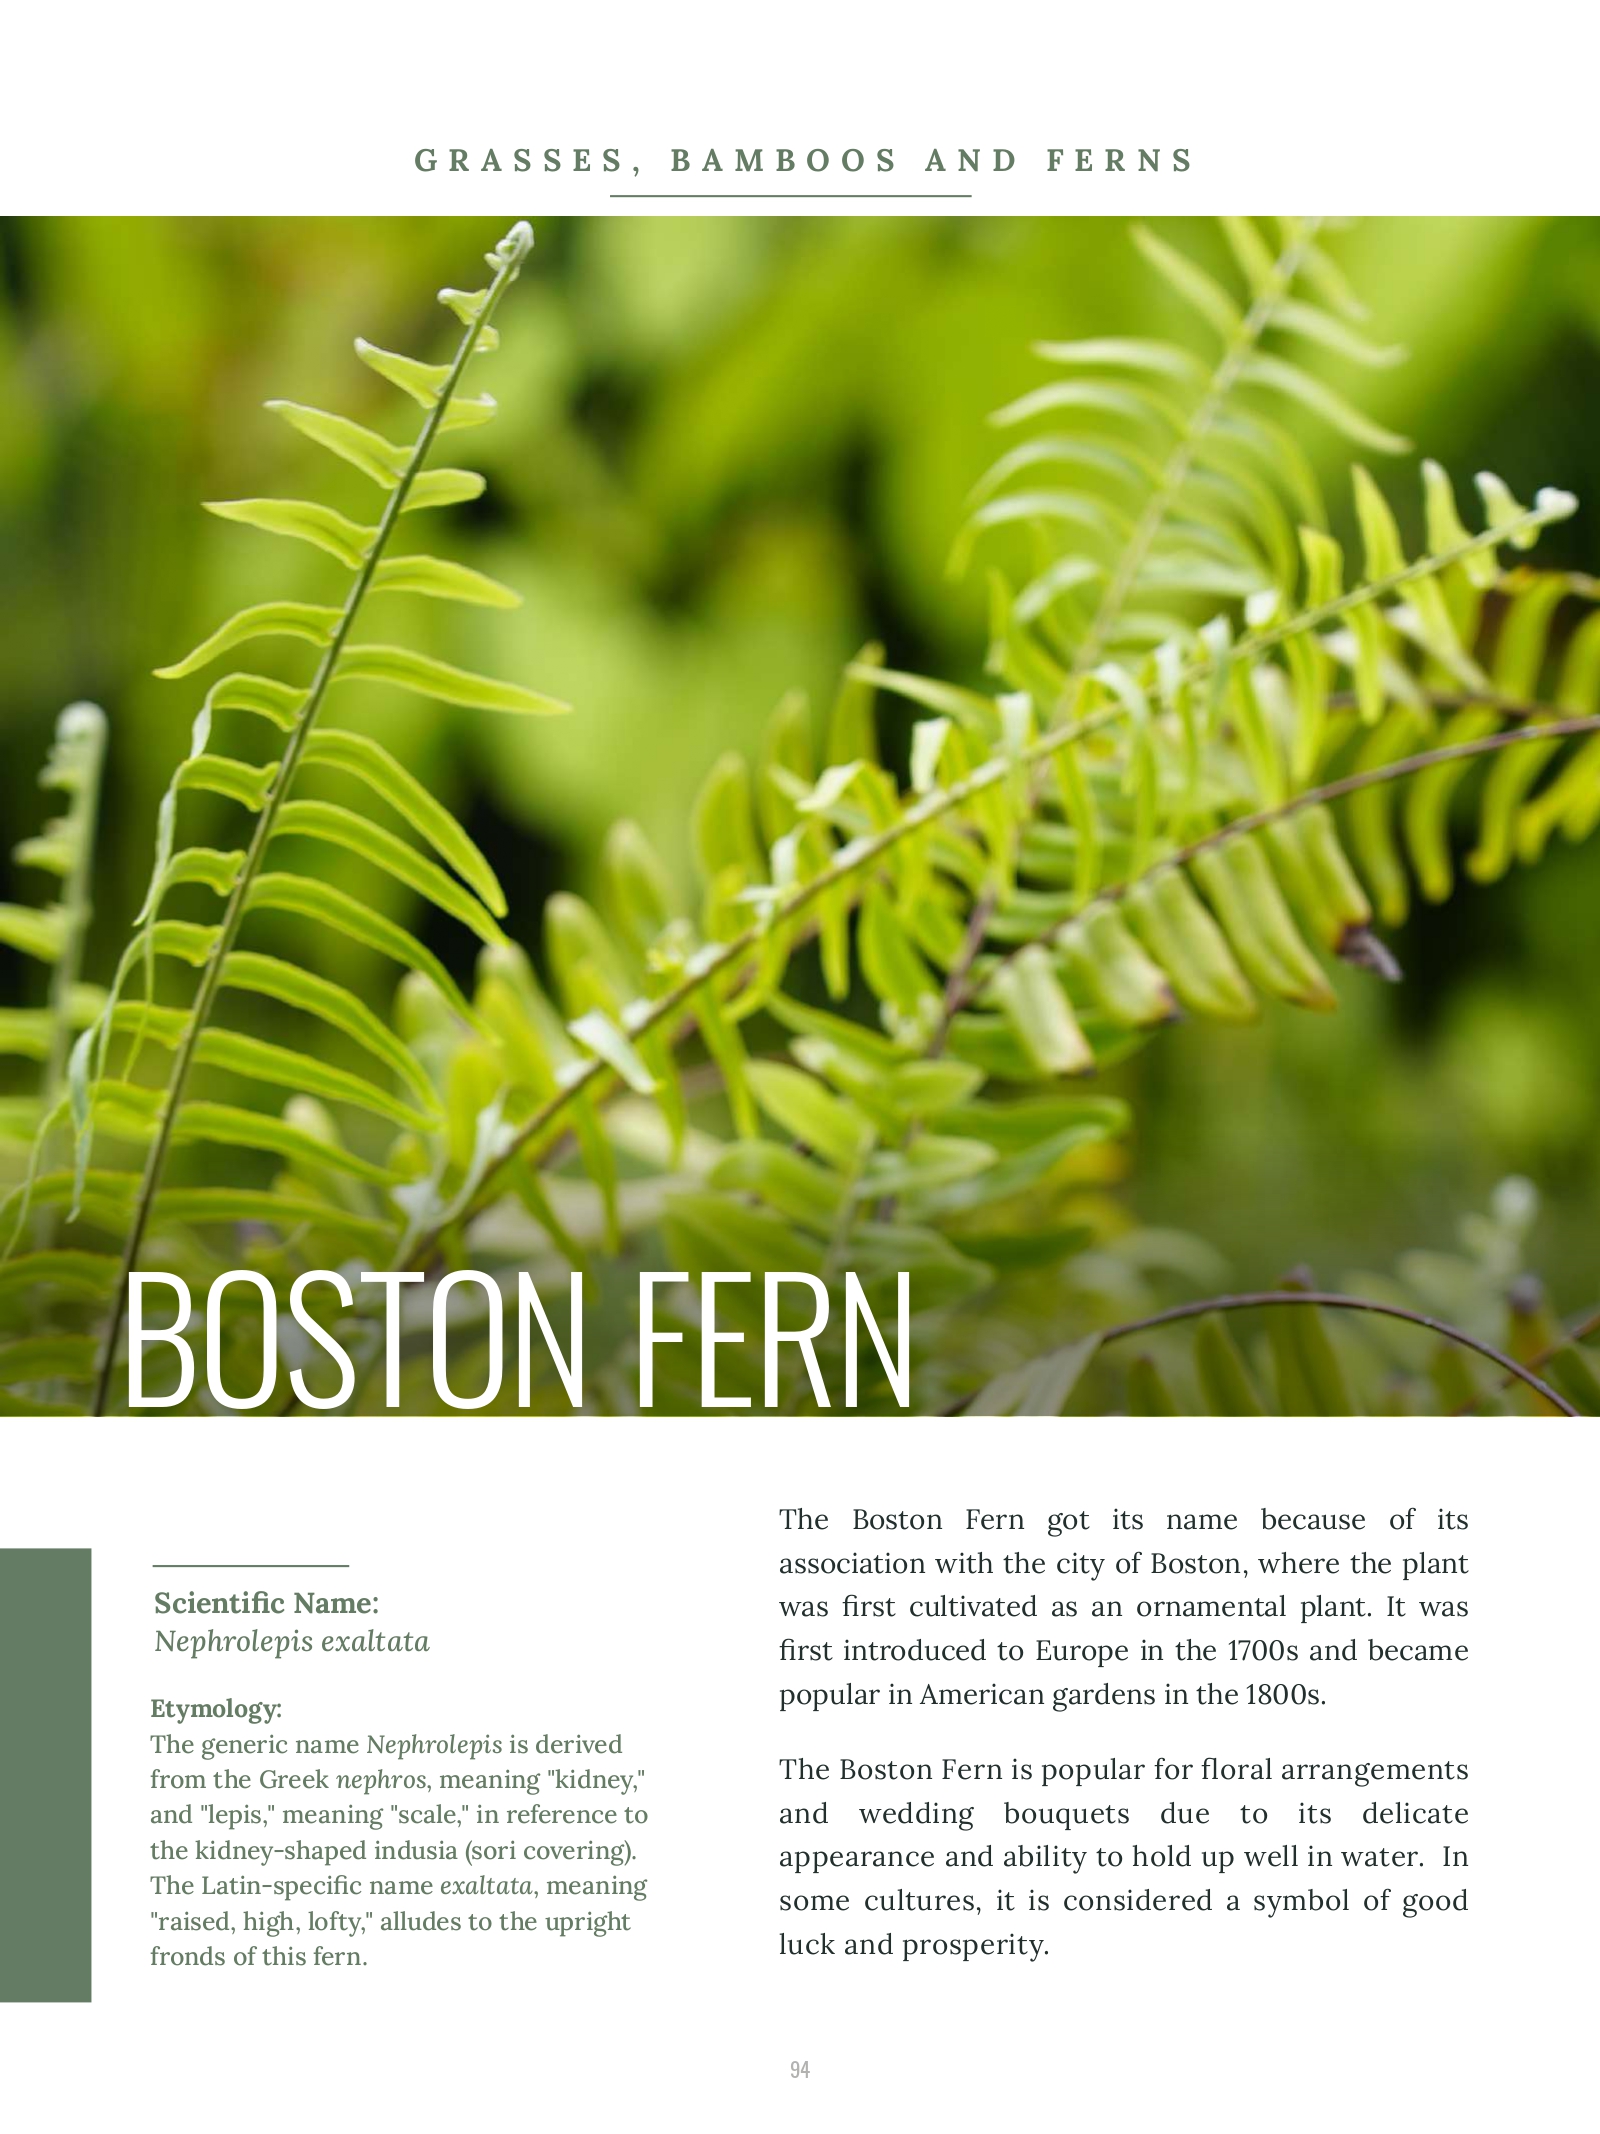 GRASSES, BAMBOOS AND FERNS
BOSTON FERN
Scientific Name:
Nephrolepis exaltata
Etymology:
The generic name Nephrolepis is derived
from the Greek nephros, meaning "kidney,"
and "lepis," meaning "scale," in reference to
the kidney-shaped indusia (sori covering).
The Latin-specific name exaltata, meaning
"raised, high, lofty," alludes to the upright
fronds of this fern.
The Boston Fern got its name because of its
association with the city of Boston, where the plant
was first cultivated as an ornamental plant. It was
first introduced to Europe in the 1700s and became
popular in American gardens in the 1800s.
The Boston Fern is popular for floral arrangements
and wedding bouquets due to its delicate
appearance and ability to hold up well in water. In
some cultures, it is considered a symbol of good
luck and prosperity.
94